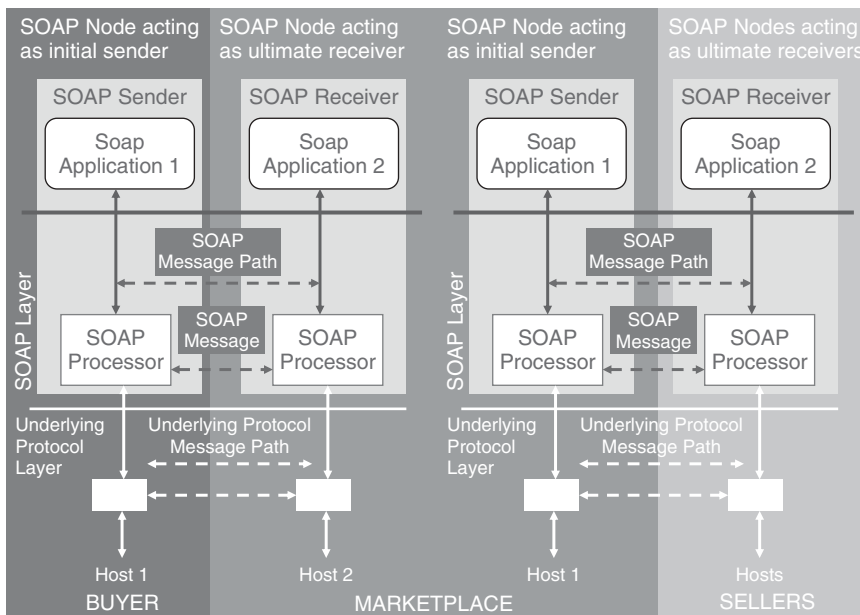 SOAP Node acting
as initial sender
SOAP Node acting
as ultimate receiver
SOAP Node acting
as initial sender
SOAP Nodes acting
as ultimate receivers
SOAP Sender
SOAP Receiver
SOAP Sender
SOAP Receiver
Soap
Application 1
Soap
Application 2
Soap
Application 1
Soap
Application 2
SOAP
Message Path
SOAP
Message Path
SOAP Layer
SOAP
Processor
SOAP
Message
SOAP
Processor
SOAP Layer
SOAP
Processor
SOAP
Message
SOAP
Processor
Underlying
Protocol
Layer
Underlying Protocol
Message Path
Underlying
Protocol
Layer
Underlying Protocol
Message Path
Host 1
Host 2
Host 1
Hosts
BUYER
MARKETPLACE
SELLERS